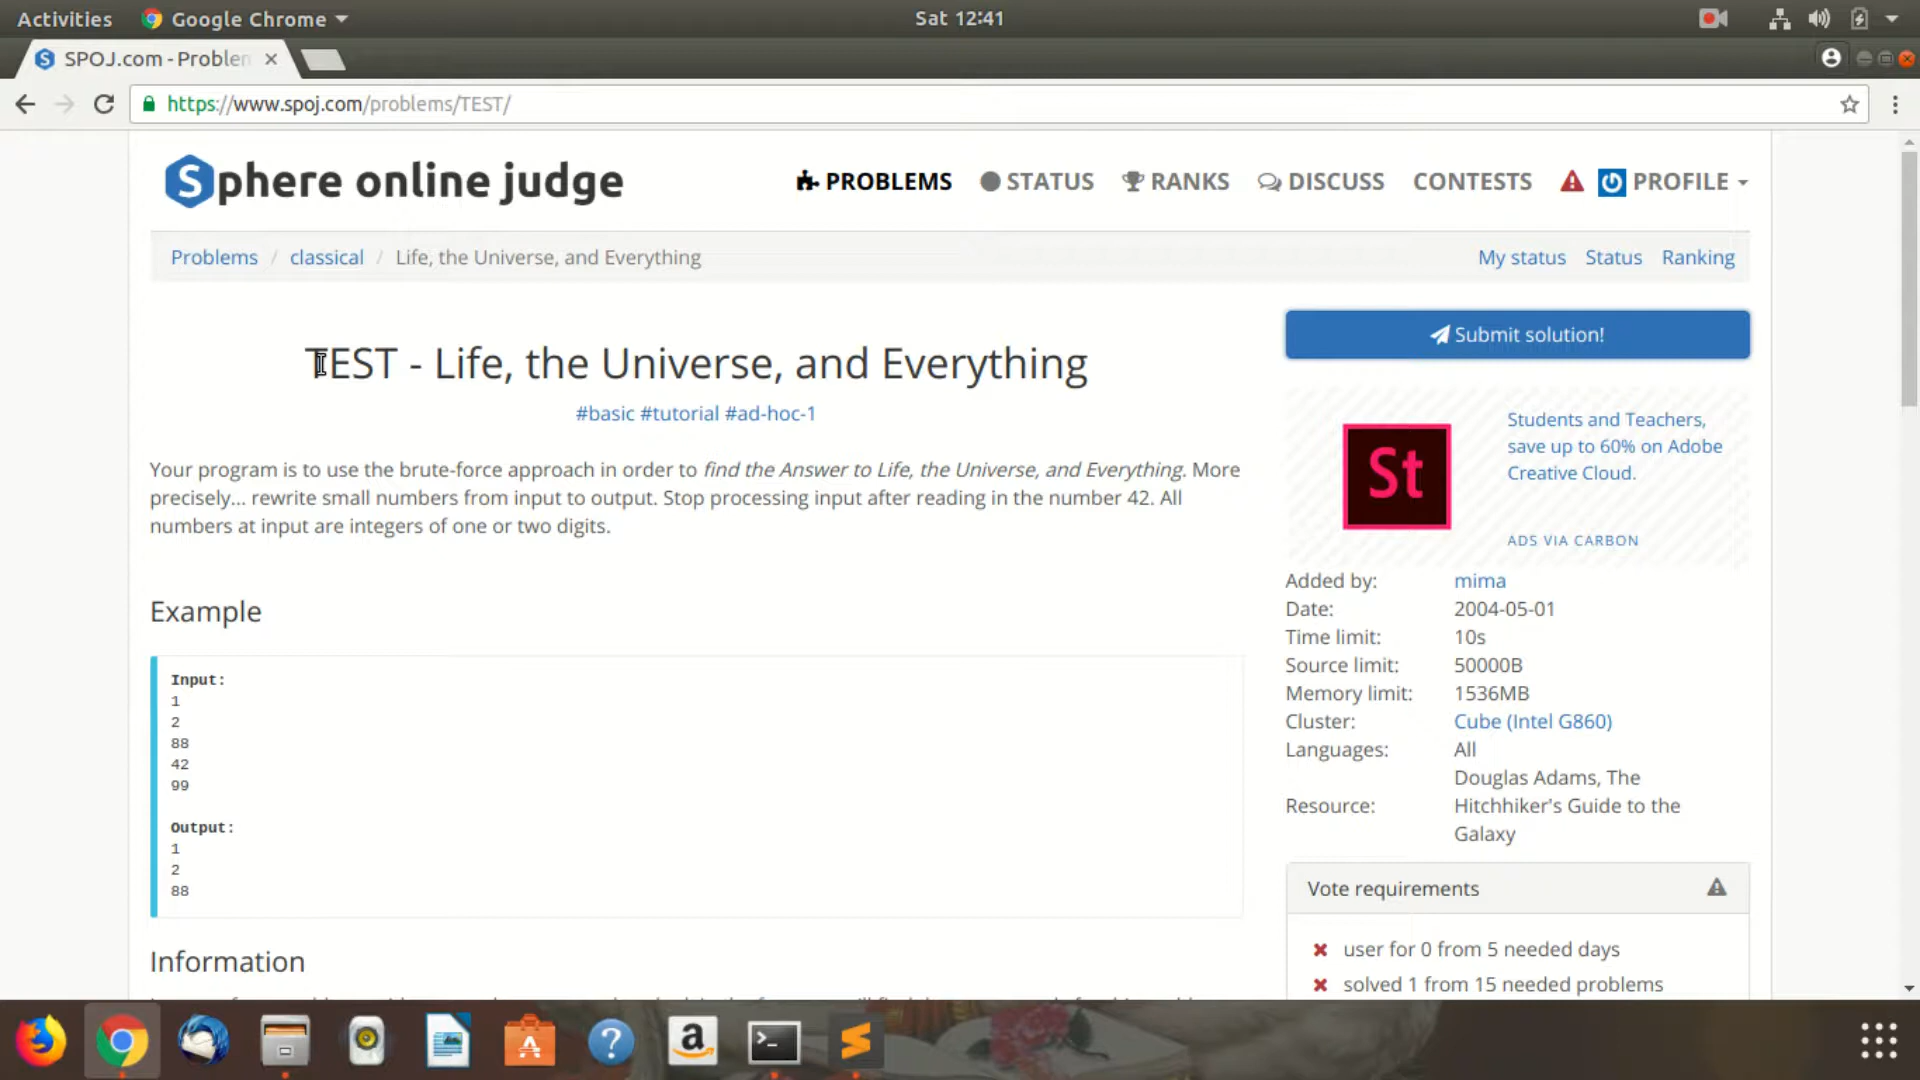 Activities
Google Chrome
Sat 12:41
SPOJ.com - Problem
https://www.spoj.com/problems/TEST/
Sphere online judge
PROBLEMS
STATUS
RANKS
DISCUSS
CONTESTS
PROFILE
Problems / classical / Life, the Universe, and Everything
My status Status Ranking
TEST - Life, the Universe, and Everything
#basic #tutorial #ad-hoc-1
Your program is to use the brute-force approach in order to find the Answer to Life, the Universe, and Everything. More
precisely... rewrite small numbers from input to output. Stop processing input after reading in the number 42. All
numbers at input are integers of one or two digits.
Example
Input:
1
2
88
42
99
Output:
1
2
88
Information
Submit solution!
St
Students and Teachers,
save up to 60% on Adobe
Creative Cloud.
ADS VIA CARBON
Added by: mima
Date: 2004-05-01
Time limit: 10s
Source limit: 50000B
Memory limit: 1536MB
Cluster: Cube (Intel G860)
Languages: All
Resource: Douglas Adams, The
Hitchhiker's Guide to the
Galaxy
Vote requirements
user for 0 from 5 needed days
solved 1 from 15 needed problems